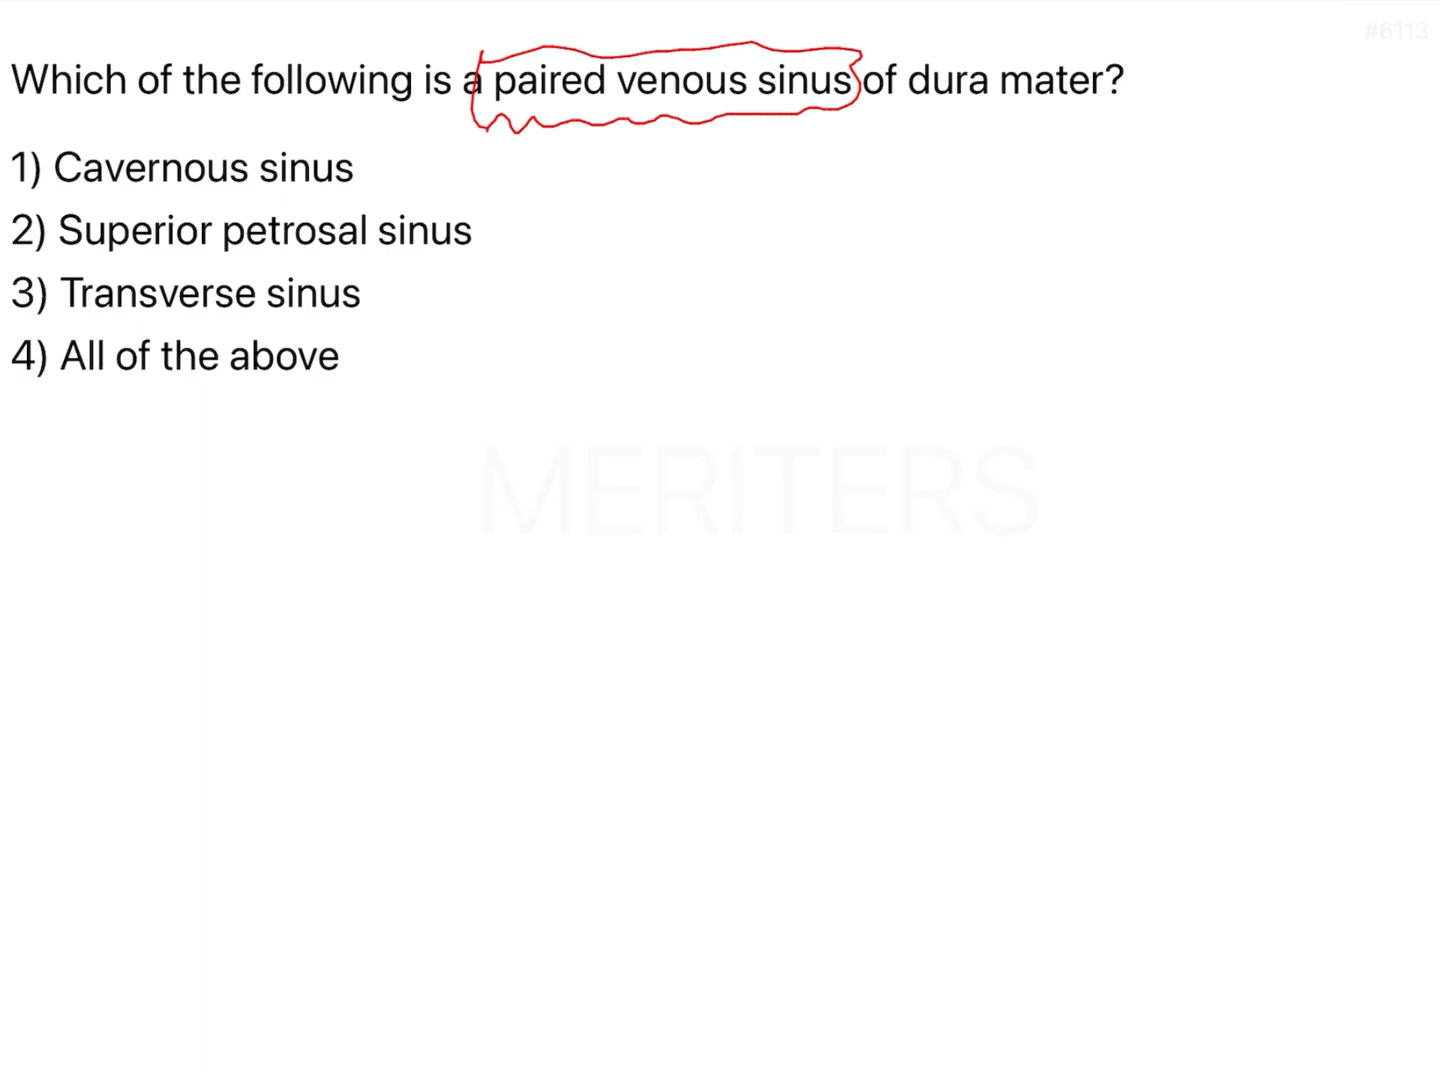 #6113
Which of the following is a paired venous sinus of dura mater?
1) Cavernous sinus
2) Superior petrosal sinus
3) Transverse sinus
4) All of the above
MERITERS